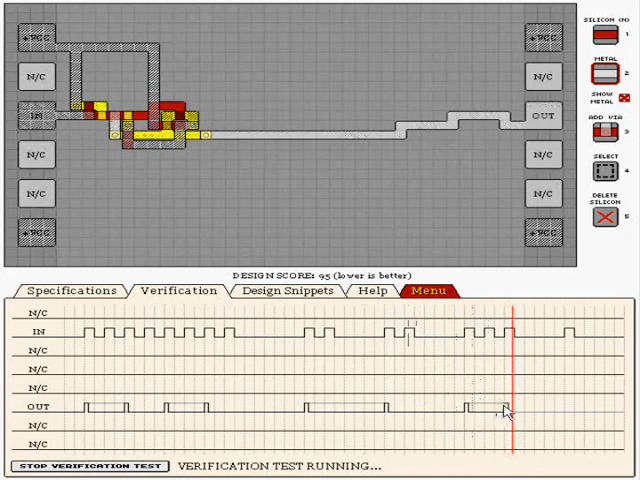 +VCC
+VCC
SILICON (N)
1
METAL
2
SHOW METAL
ADD VIA
3
SELECT
4
DELETE SILICON
5
N/C
N/C
IN
OUT
N/C
N/C
N/C
N/C
+VCC
+VCC
DESIGN SCORE: 95 (lower is better)
Specifications
Verification
Design Snippets
Help
Menu
N/C
IN
N/C
N/C
N/C
OUT
N/C
N/C
STOP VERIFICATION TEST
VERIFICATION TEST RUNNING...